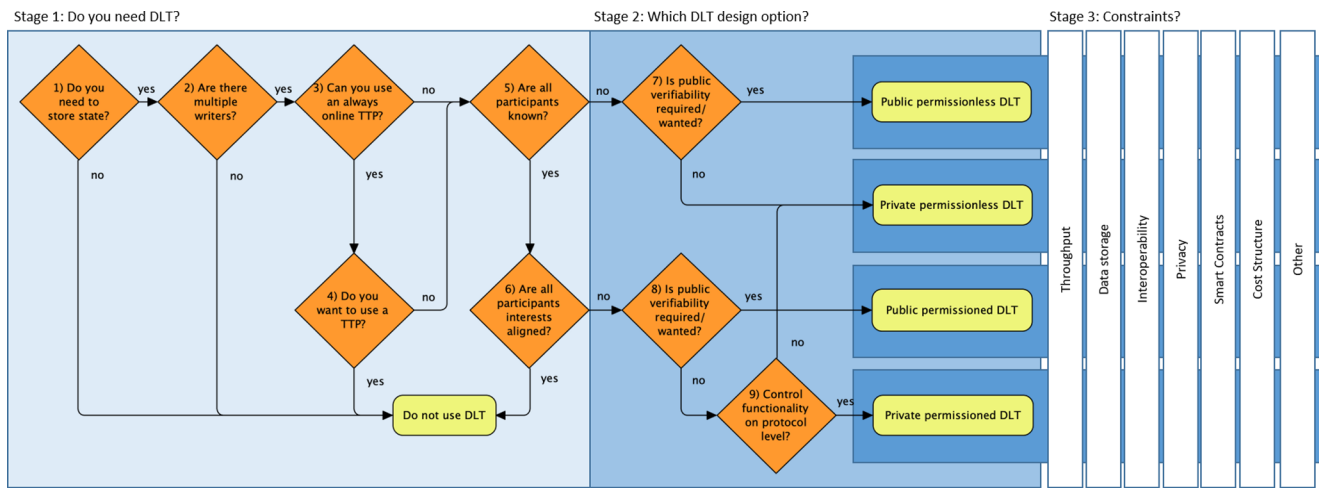 Stage 1: Do you need DLT?
Stage 2: Which DLT design option?
Stage 3: Constraints?
1) Do you
need to
store state?
yes
no
2) Are there
multiple
writers?
yes
no
3) Can you use
an always
online TTP?
no
yes
4) Do you
want to use a
TTP?
no
yes
5) Are all
participants
known?
no
yes
6) Are all
participants
interests
aligned?
no
yes
Do not use DLT
7) Is public
verifiability
required/
wanted?
yes
no
8) Is public
verifiability
required/
wanted?
yes
no
9) Control
functionality
on protocol
level?
no
yes
Public permissionless DLT
Private permissionless DLT
Public permissioned DLT
Private permissioned DLT
Throughput
Data storage
Interoperability
Privacy
Smart Contracts
Cost Structure
Other